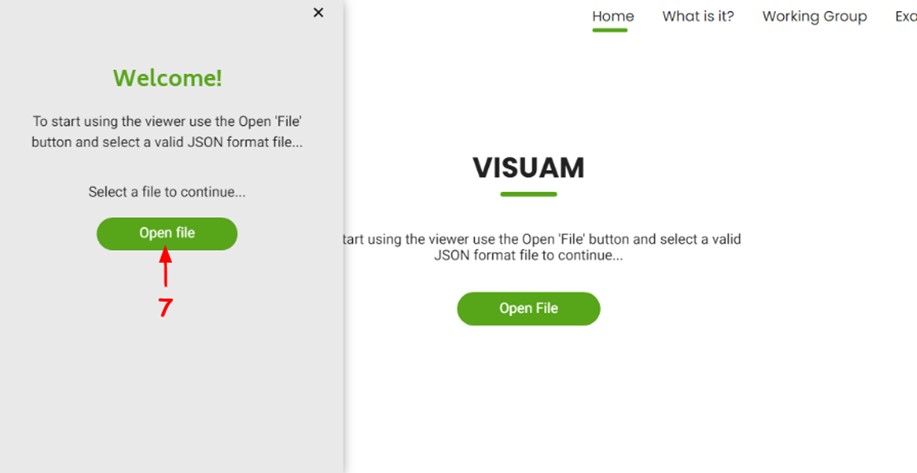 ×
Welcome!
To start using the viewer use the Open 'File'
button and select a valid JSON format file...
Select a file to continue...
Open file
7
Home What is it? Working Group
VISUAM
start using the viewer use the Open 'File' button and select a valid
JSON format file to continue...
Open File